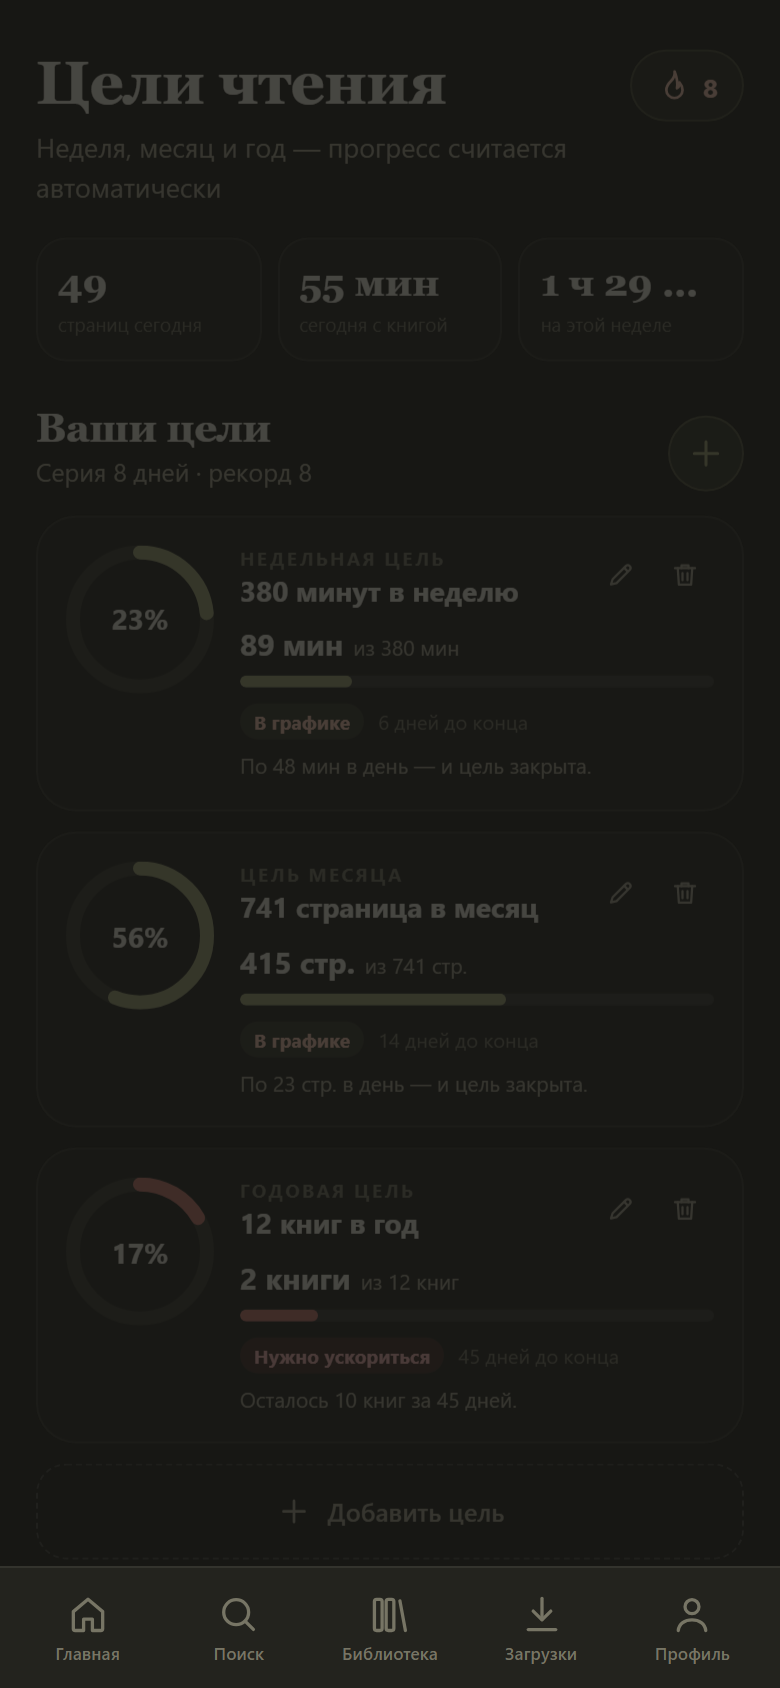 Цели чтения
8
Неделя, месяц и год — прогресс считается
автоматически
49
страниц сегодня
55 мин
сегодня с книгой
1 ч 29 ...
на этой неделе
Ваши цели
Серия 8 дней · рекорд 8
23%
НЕДЕЛЬНАЯ ЦЕЛЬ
380 минут в неделю
89 мин из 380 мин
В графике 6 дней до конца
По 48 мин в день — и цель закрыта.
56%
ЦЕЛЬ МЕСЯЦА
741 страница в месяц
415 стр. из 741 стр.
В графике 14 дней до конца
По 23 стр. в день — и цель закрыта.
17%
ГОДОВАЯ ЦЕЛЬ
12 книг в год
2 книги из 12 книг
Нужно ускориться 45 дней до конца
Осталось 10 книг за 45 дней.
Добавить цель
Главная
Поиск
Библиотека
Загрузки
Профиль